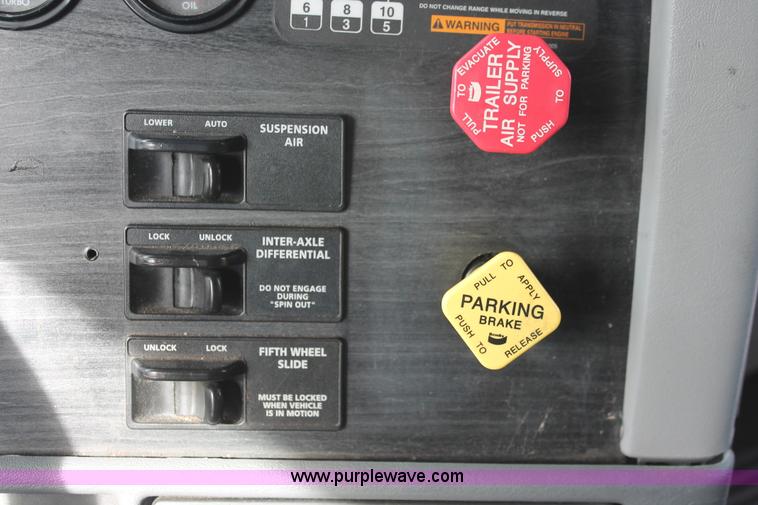 TURBO
OIL
6 8 10
1 3 5
DO NOT CHANGE RANGE WHILE MOVING IN REVERSE
WARNING PUT TRANSMISSION IN NEUTRAL
BEFORE STARTING ENGINE
PULL TO EVACUATE
TRAILER
AIR SUPPLY
NOT FOR PARKING
PUSH TO SUPPLY
LOWER AUTO
SUSPENSION
AIR
LOCK UNLOCK
INTER-AXLE
DIFFERENTIAL
DO NOT ENGAGE
DURING
"SPIN OUT"
PULL TO APPLY
PARKING
BRAKE
PUSH TO RELEASE
UNLOCK LOCK
FIFTH WHEEL
SLIDE
MUST BE LOCKED
WHEN VEHICLE
IS IN MOTION
www.purplewave.com